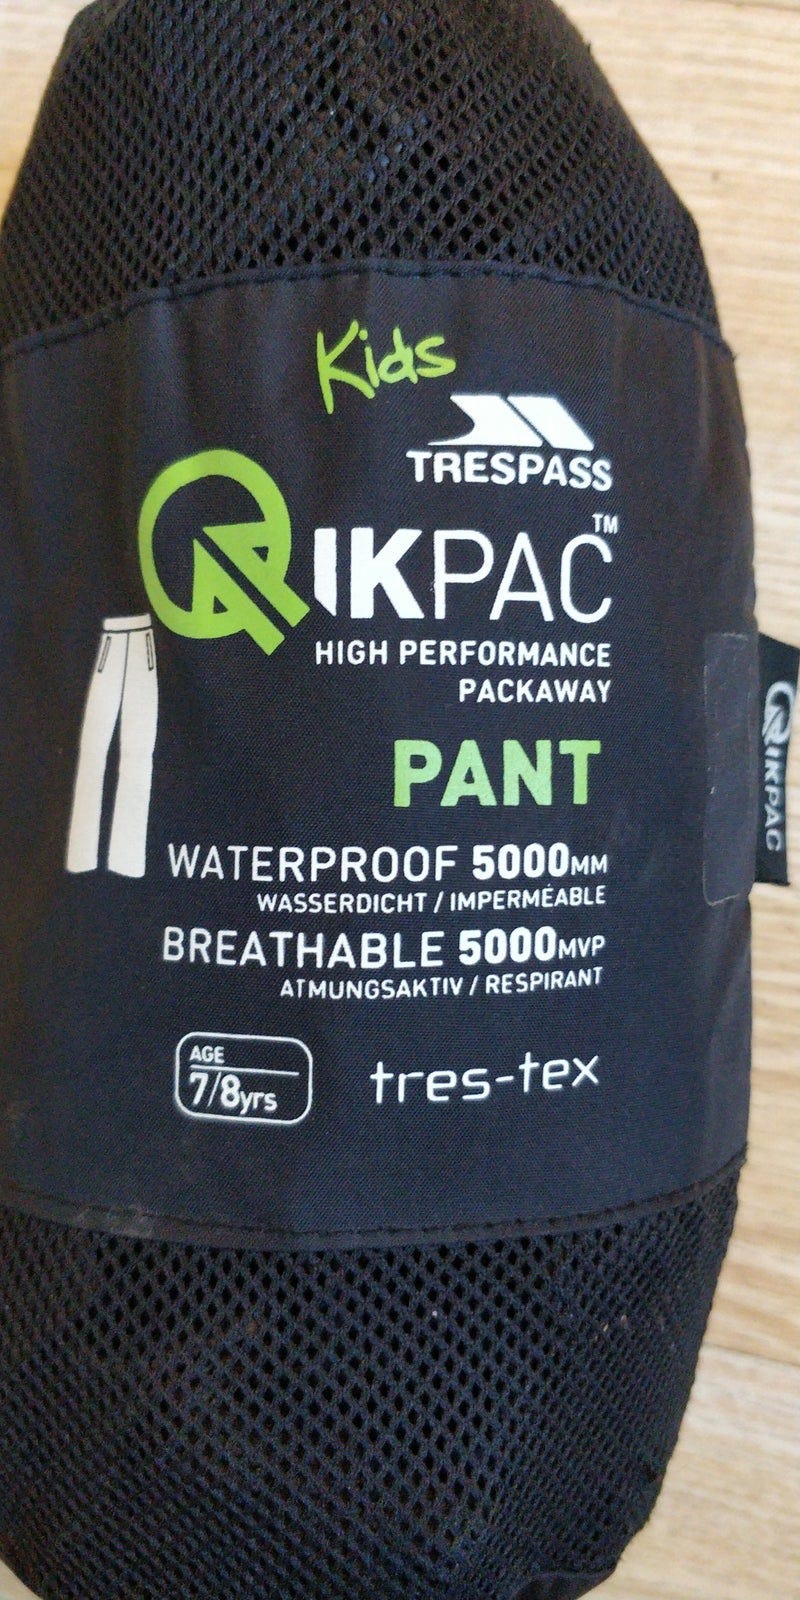 Kids
TRESPASS
QIKPAC™
HIGH PERFORMANCE
PACKAWAY
PANT
WATERPROOF 5000MM
WASSERDICHT / IMPERMÉABLE
BREATHABLE 5000MVP
ATMUNGSAKTIV / RESPIRANT
AGE
7/8yrs
tres-tex
QIKPAC